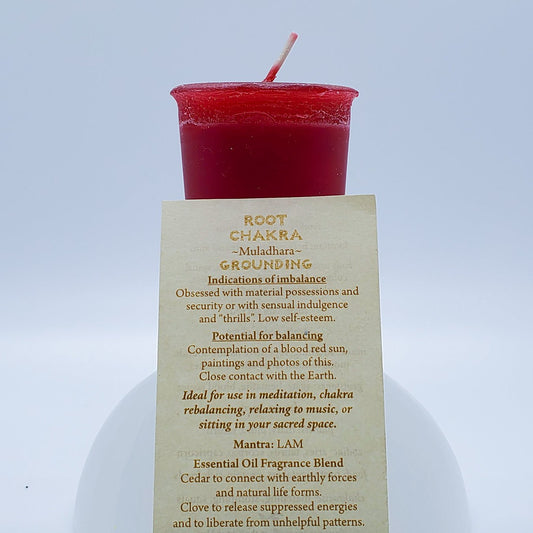 ROOT
CHAKRA
~Muladhara~
GROUNDING
Indications of imbalance
Obsessed with material possessions and
security or with sensual indulgence
and “thrills”. Low self-esteem.
Potential for balancing
Contemplation of a blood red sun,
paintings and photos of this.
Close contact with the Earth.
Ideal for use in meditation, chakra
rebalancing, relaxing to music, or
sitting in your sacred space.
Mantra: LAM
Essential Oil Fragrance Blend
Cedar to connect with earthly forces
and natural life forms.
Clove to release suppressed energies
and to liberate from unhelpful patterns.